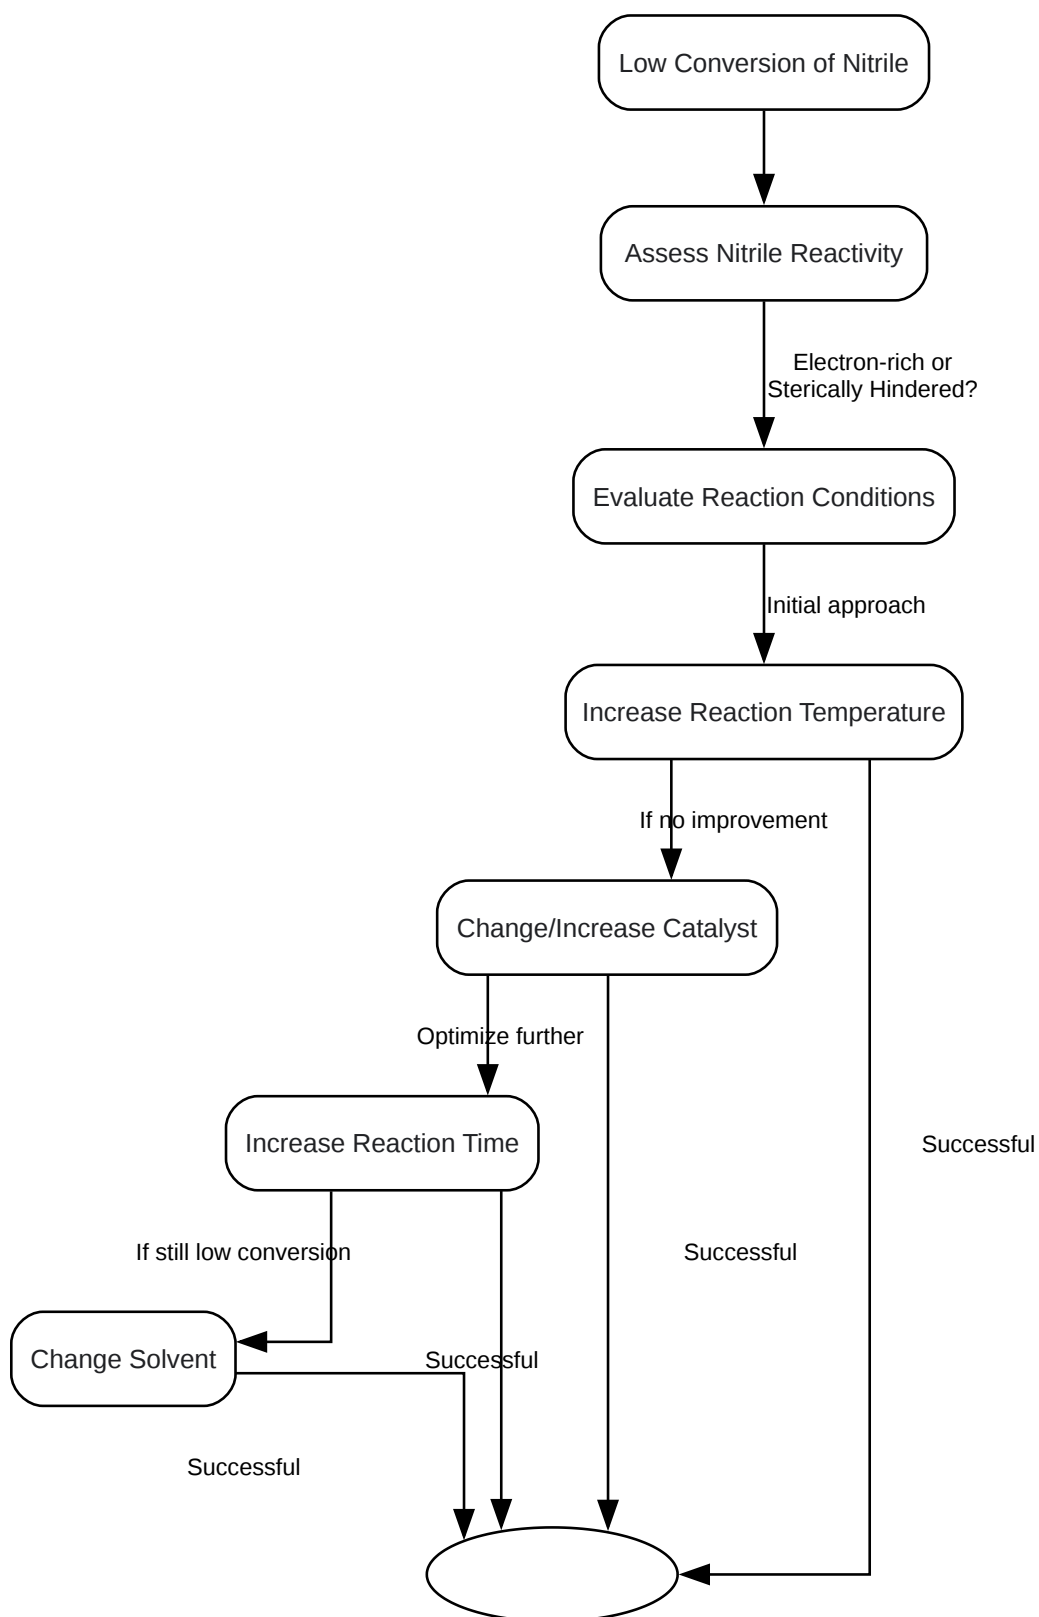 Low Conversion of Nitrile
Assess Nitrile Reactivity
Electron-rich or
Sterically Hindered?
Evaluate Reaction Conditions
Initial approach
Increase Reaction Temperature
If no improvement
Change/Increase Catalyst
Optimize further
Increase Reaction Time
Successful
If still low conversion
Successful
Change Solvent
Successful
Successful